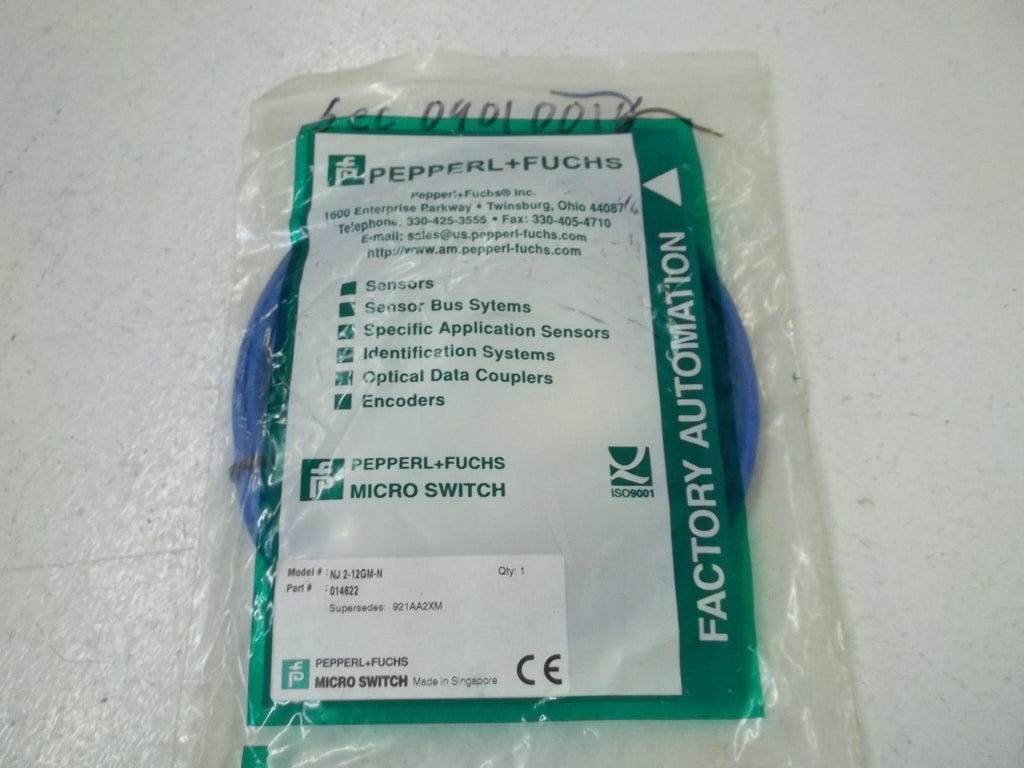 Sec 09010018
PEPPERL+FUCHS
Pepperl+Fuchs® Inc.
1600 Enterprise Parkway • Twinsburg, Ohio 44087
Telephone: 330-425-3555 • Fax: 330-405-4710
E-mail: sales@us.pepperl-fuchs.com
http://www.am.pepperl-fuchs.com
Sensors
Sensor Bus Sytems
Specific Application Sensors
Identification Systems
Optical Data Couplers
Encoders
PEPPERL+FUCHS
MICRO SWITCH
ISO9001
FACTORY AUTOMATION
Model # : NJ 2-12GM-N Qty: 1
Part # : 014622
Supersedes: 921AA2XM
PEPPERL+FUCHS
MICRO SWITCH Made in Singapore CE